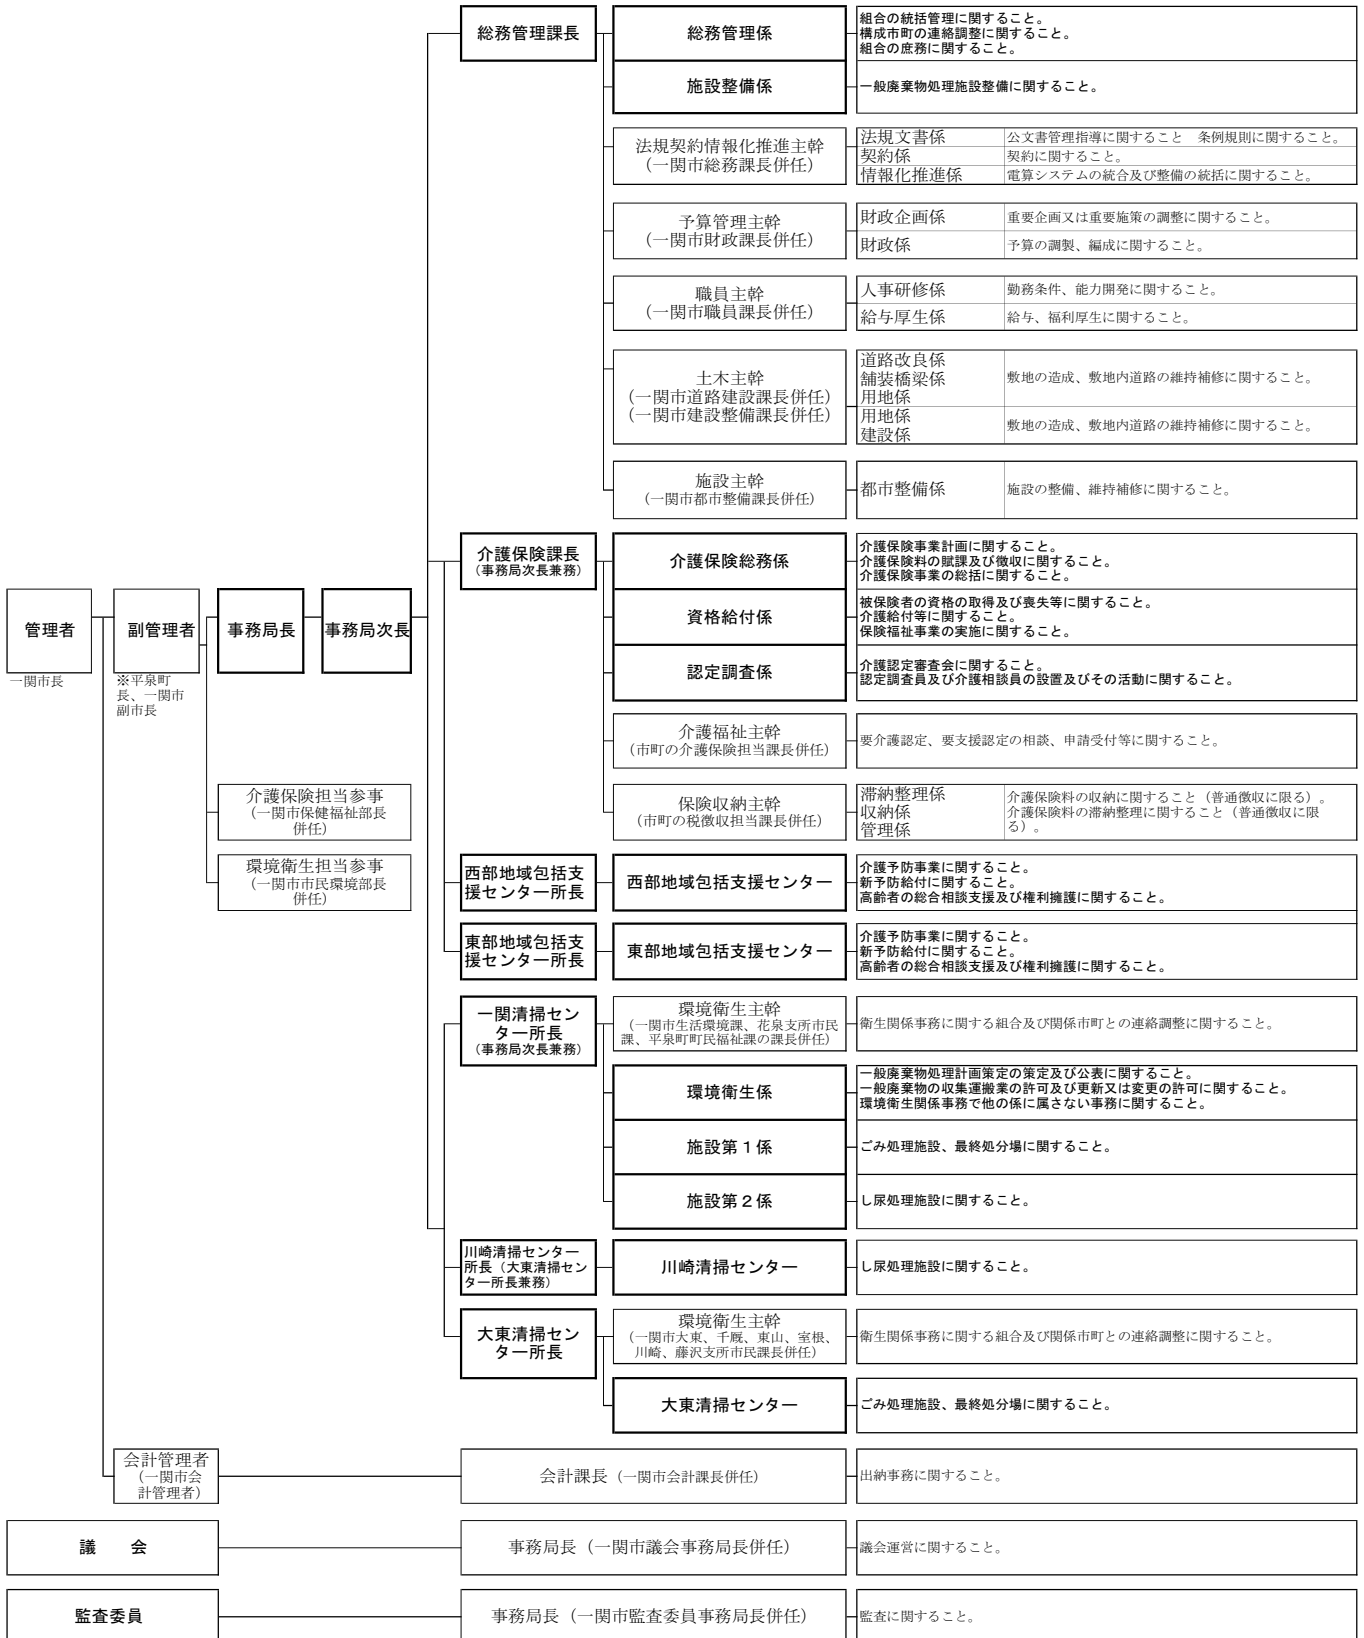 総務管理課長
総務管理係
組合の統括管理に関すること。
構成市町の連絡調整に関すること。
組合の庶務に関すること。
施設整備係
一般廃棄物処理施設整備に関すること。
法規契約情報化推進主幹
(一関市総務課長併任)
法規文書係
公文書管理指導に関すること　条例規則に関すること。
契約係
契約に関すること。
情報化推進係
電算システムの統合及び整備の統括に関すること。
予算管理主幹
(一関市財政課長併任)
財政企画係
重要企画又は重要施策の調整に関すること。
財政係
予算の調製、編成に関すること。
職員主幹
(一関市職員課長併任)
人事研修係
勤務条件、能力開発に関すること。
給与厚生係
給与、福利厚生に関すること。
土木主幹
(一関市道路建設課長併任)
(一関市建設整備課長併任)
道路改良係
舗装橋梁係
用地係
敷地の造成、敷地内道路の維持補修に関すること。
用地係
建設係
敷地の造成、敷地内道路の維持補修に関すること。
施設主幹
(一関市都市整備課長併任)
都市整備係
施設の整備、維持補修に関すること。
介護保険課長
(事務局次長兼務)
介護保険総務係
介護保険事業計画に関すること。
介護保険料の賦課及び徴収に関すること。
介護保険事業の総括に関すること。
資格給付係
被保険者の資格の取得及び喪失等に関すること。
介護給付等に関すること。
保険福祉事業の実施に関すること。
管理者
一関市長
副管理者
※平泉町
長、一関市
副市長
事務局長
事務局次長
認定調査係
介護認定審査会に関すること。
認定調査員及び介護相談員の設置及びその活動に関すること。
介護福祉主幹
(市町の介護保険担当課長併任)
要介護認定、要支援認定の相談、申請受付等に関すること。
介護保険担当参事
(一関市保健福祉部長
併任)
保険収納主幹
(市町の税徴収担当課長併任)
滞納整理係
収納係
管理係
介護保険料の収納に関すること(普通徴収に限る)。
介護保険料の滞納整理に関すること(普通徴収に限
る)。
環境衛生担当参事
(一関市市民環境部長
併任)
西部地域包括支
援センター所長
西部地域包括支援センター
介護予防事業に関すること。
新予防給付に関すること。
高齢者の総合相談支援及び権利擁護に関すること。
東部地域包括支
援センター所長
東部地域包括支援センター
介護予防事業に関すること。
新予防給付に関すること。
高齢者の総合相談支援及び権利擁護に関すること。
一関清掃セン
ター所長
(事務局次長兼務)
環境衛生主幹
(一関市生活環境課、花泉支所市民
課、平泉町町民福祉課の課長併任)
衛生関係事務に関する組合及び関係市町との連絡調整に関すること。
環境衛生係
一般廃棄物処理計画策定の策定及び公表に関すること。
一般廃棄物の収集運搬業の許可及び更新又は変更の許可に関すること。
環境衛生関係事務で他の係に属さない事務に関すること。
施設第１係
ごみ処理施設、最終処分場に関すること。
施設第２係
し尿処理施設に関すること。
川崎清掃センター
所長(大東清掃セン
ター所長兼務)
川崎清掃センター
し尿処理施設に関すること。
大東清掃セン
ター所長
環境衛生主幹
(一関市大東、千厩、東山、室根、
川崎、藤沢支所市民課長併任)
衛生関係事務に関する組合及び関係市町との連絡調整に関すること。
大東清掃センター
ごみ処理施設、最終処分場に関すること。
会計管理者
(一関市会
計管理者)
会計課長(一関市会計課長併任)
出納事務に関すること。
議　会
事務局長(一関市議会事務局長併任)
議会運営に関すること。
監査委員
事務局長(一関市監査委員事務局長併任)
監査に関すること。